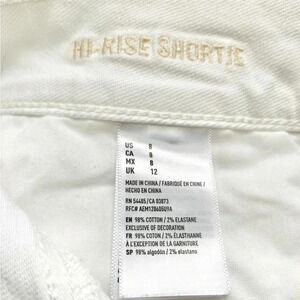 HI-RISE SHORTIE
US 8
CA 8
MX 8
UK 12
MADE IN CHINA / FABRIQUÉ EN CHINE /
HECHO EN CHINA
RN 54485/CA 03873
RFC# AEM1206056U9A
EN 98% COTTON / 2% ELASTANE
EXCLUSIVE OF DECORATION
FR 98% COTON / 2% ÉLASTHANNE
À L'EXCEPTION DE LA GARNITURE
SP 98% algodón / 2% elastano